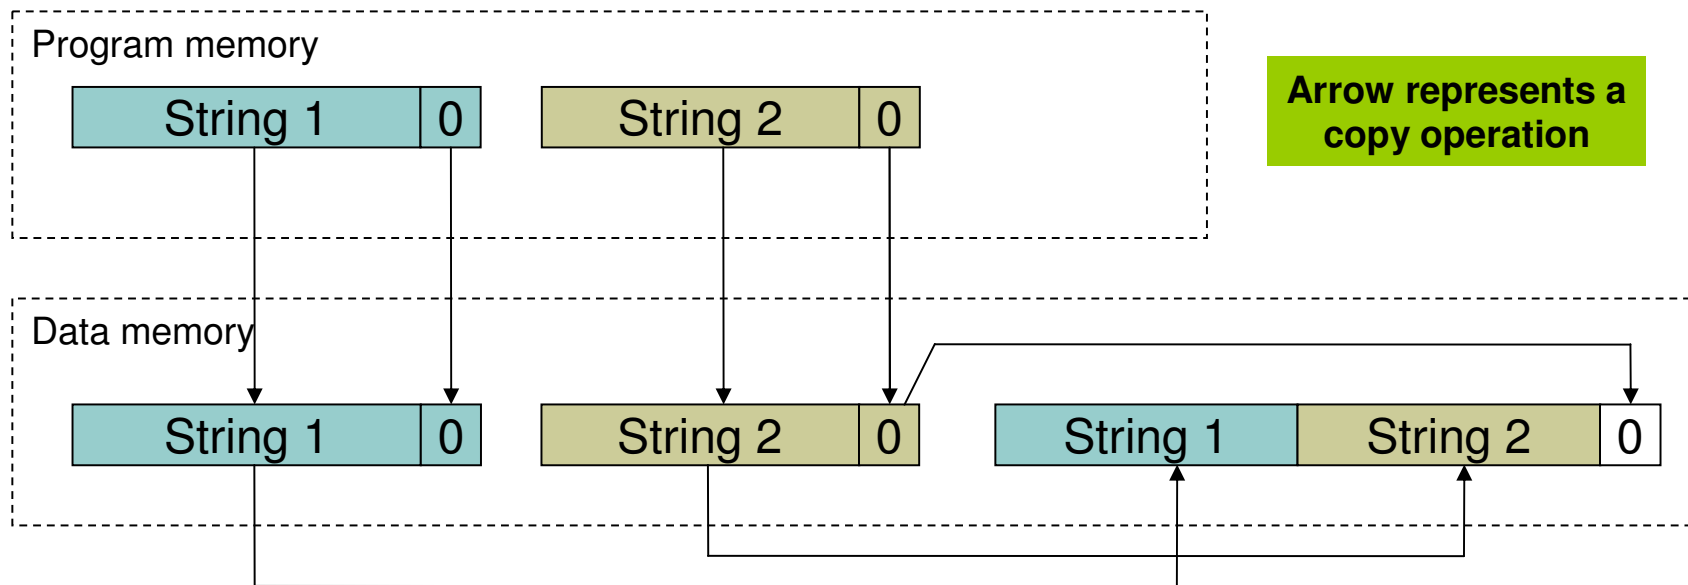 Program memory
String 1 0 String 2 0
Arrow represents a
copy operation
Data memory
String 1 0 String 2 0 String 1 String 2 0